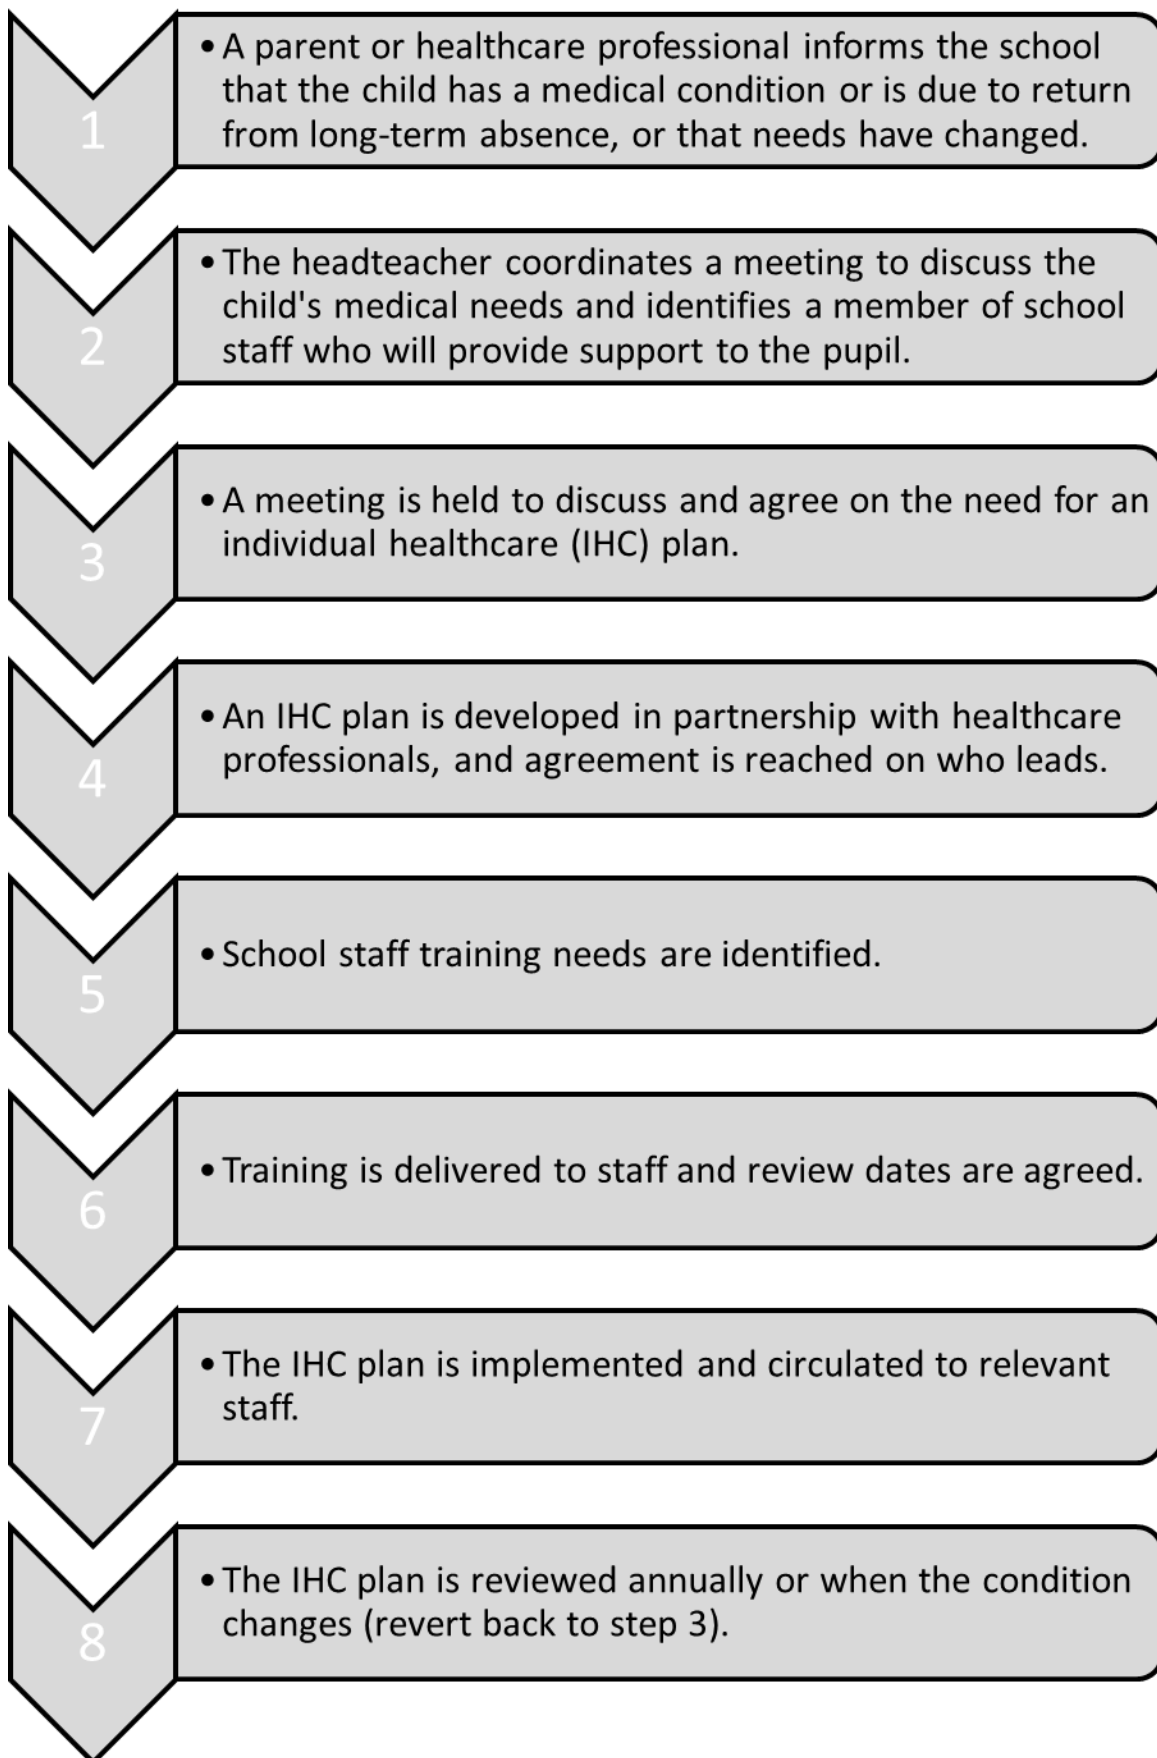 1
• A parent or healthcare professional informs the school
that the child has a medical condition or is due to return
from long-term absence, or that needs have changed.
2
• The headteacher coordinates a meeting to discuss the
child's medical needs and identifies a member of school
staff who will provide support to the pupil.
3
• A meeting is held to discuss and agree on the need for an
individual healthcare (IHC) plan.
4
• An IHC plan is developed in partnership with healthcare
professionals, and agreement is reached on who leads.
5
• School staff training needs are identified.
6
• Training is delivered to staff and review dates are agreed.
7
• The IHC plan is implemented and circulated to relevant
staff.
8
• The IHC plan is reviewed annually or when the condition
changes (revert back to step 3).